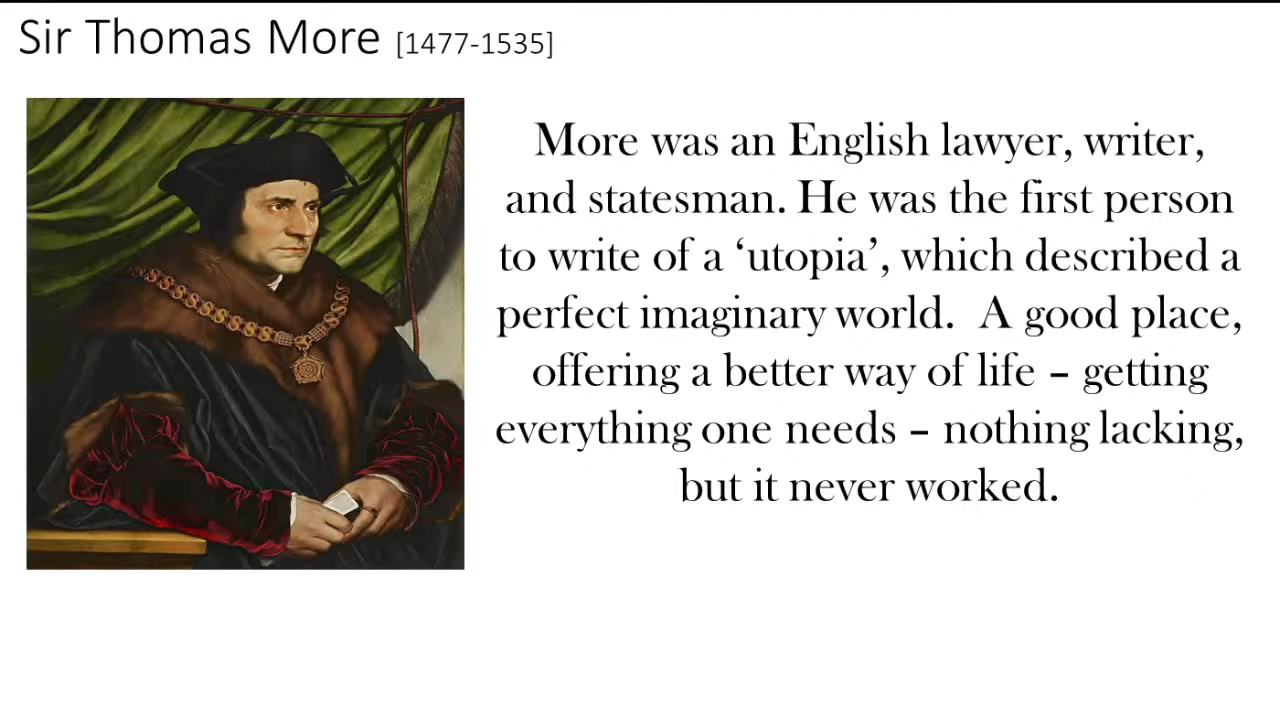 Sir Thomas More [1477-1535]
More was an English lawyer, writer,
and statesman. He was the first person
to write of a ‘utopia’, which described a
perfect imaginary world.  A good place,
offering a better way of life – getting
everything one needs – nothing lacking,
but it never worked.